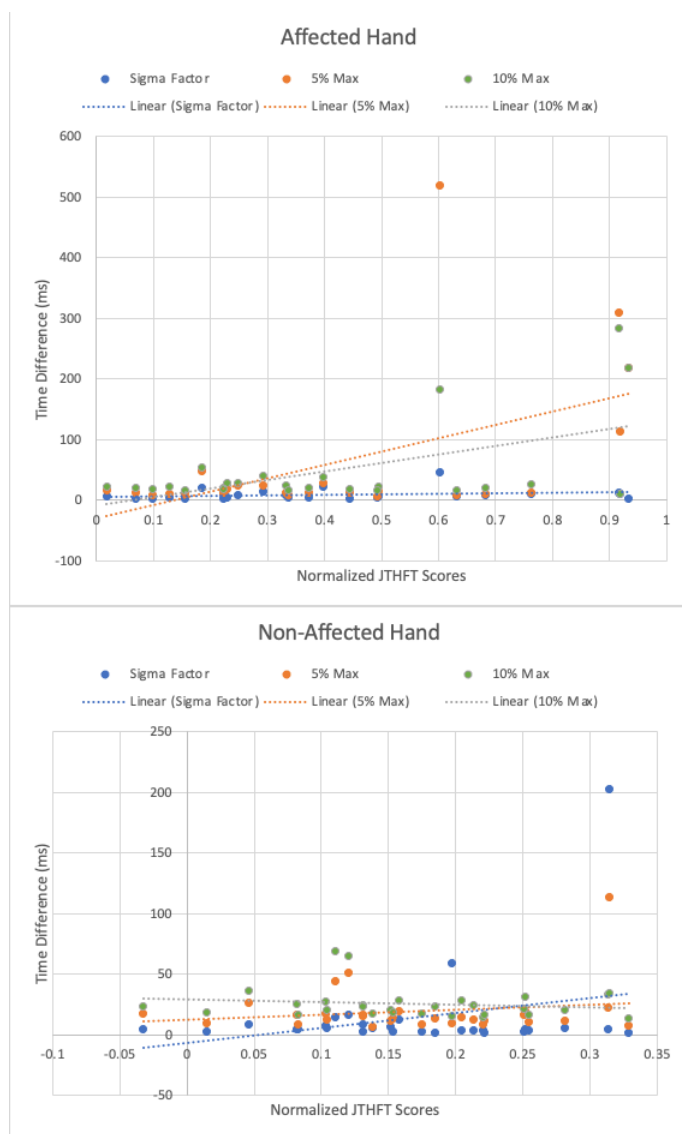 Affected Hand
Sigma Factor 5% Max 10% Max
Linear (Sigma Factor) Linear (5% Max) Linear (10% Max)
600
500
400
300
200
100
0
-100
Time Difference (ms)
0 0.1 0.2 0.3 0.4 0.5 0.6 0.7 0.8 0.9 1
Normalized JTHFT Scores
Non-Affected Hand
Sigma Factor 5% Max 10% Max
Linear (Sigma Factor) Linear (5% Max) Linear (10% Max)
250
200
150
100
50
0
-50
Time Difference (ms)
-0.1 -0.05 0 0.05 0.1 0.15 0.2 0.25 0.3 0.35
Normalized JTHFT Scores